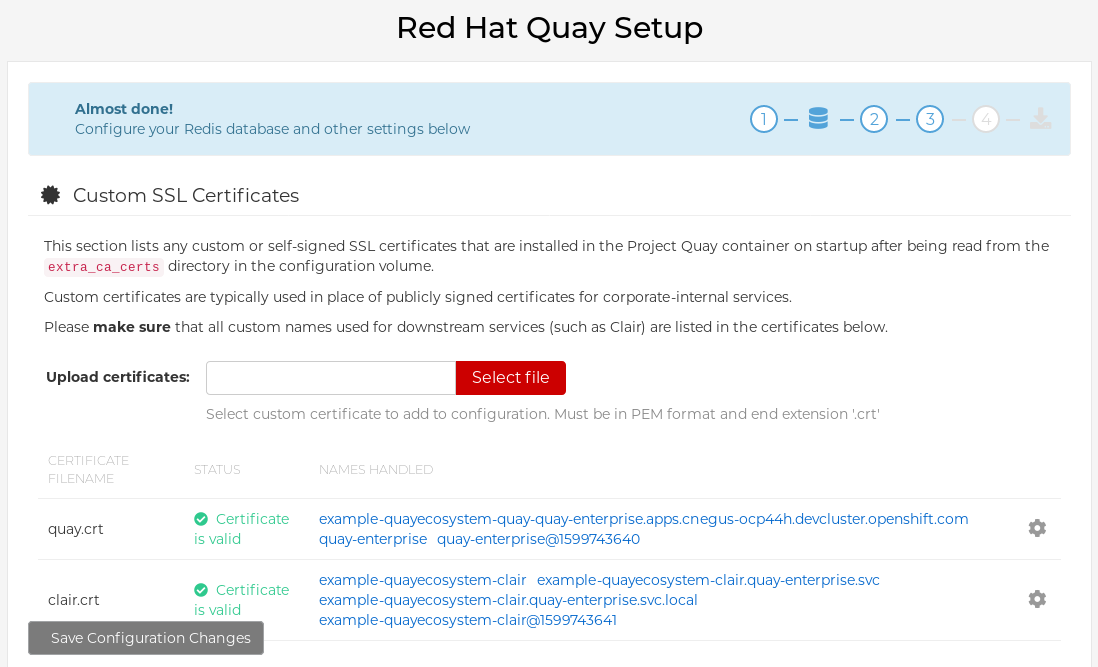 Red Hat Quay Setup
Almost done!
Configure your Redis database and other settings below
1 2 3 4
Custom SSL Certificates
This section lists any custom or self-signed SSL certificates that are installed in the Project Quay container on startup after being read from the
extra_ca_certs directory in the configuration volume.
Custom certificates are typically used in place of publicly signed certificates for corporate-internal services.
Please make sure that all custom names used for downstream services (such as Clair) are listed in the certificates below.
Upload certificates: Select file
Select custom certificate to add to configuration. Must be in PEM format and end extension '.crt'
CERTIFICATE
FILENAME
STATUS
NAMES HANDLED
quay.crt
Certificate
is valid
example-quayecosystem-quay-quay-enterprise.apps.cnegus-ocp44h.devcluster.openshift.com
quay-enterprise quay-enterprise@1599743640
clair.crt
Certificate
is valid
example-quayecosystem-clair example-quayecosystem-clair.quay-enterprise.svc
example-quayecosystem-clair.quay-enterprise.svc.local
example-quayecosystem-clair@1599743641
Save Configuration Changes